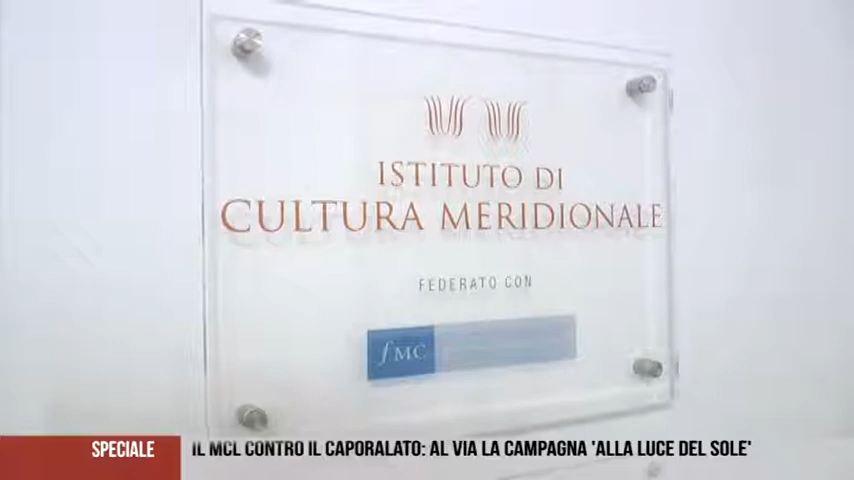 ISTITUTO DI
CULTURA MERIDIONALE
FEDERATO CON
fMC
SPECIALE
IL MCL CONTRO IL CAPORALATO: AL VIA LA CAMPAGNA 'ALLA LUCE DEL SOLE'